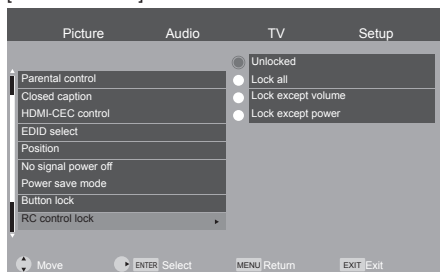 Picture Audio TV Setup
Unlocked
Lock all
Lock except volume
Lock except power
Parental control
Closed caption
HDMI-CEC control
EDID select
Position
No signal power off
Power save mode
Button lock
RC control lock
Move ENTER Select MENU Return EXIT Exit